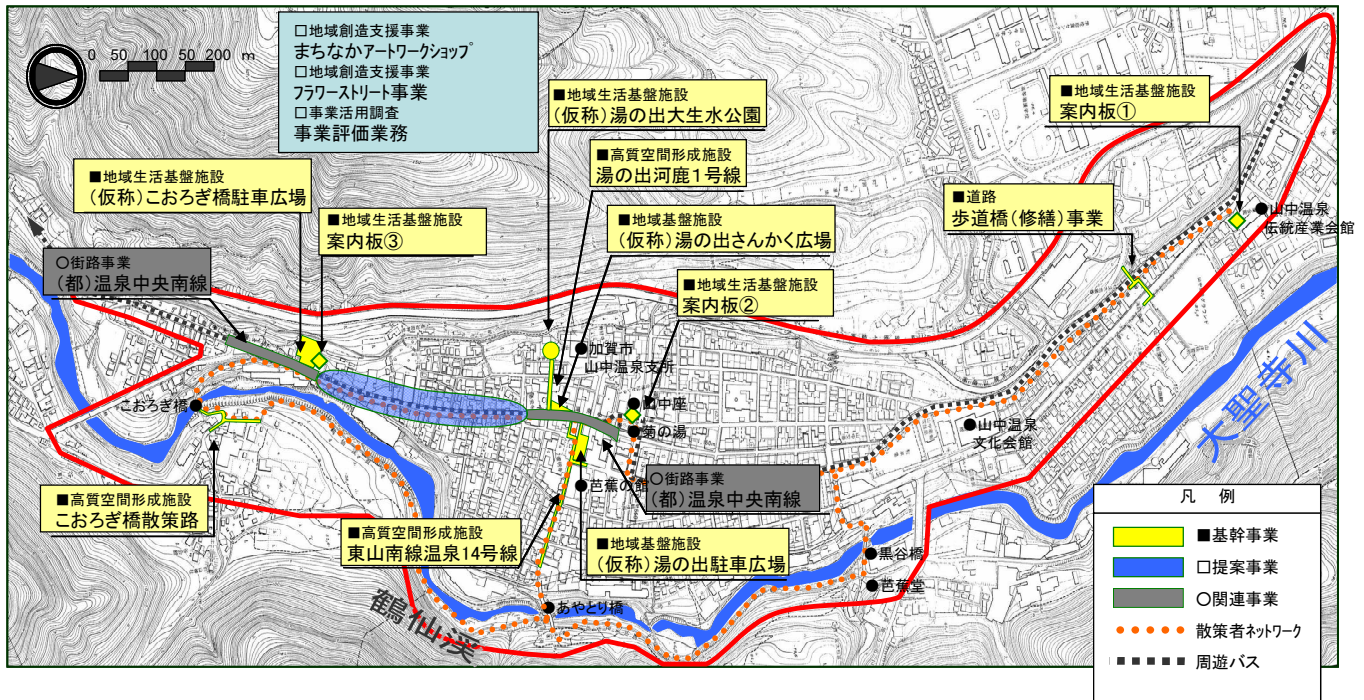 0 50 100 50 200 m
□地域創造支援事業
まちなかアートワークショップ
□地域創造支援事業
フラワーストリート事業
□事業活用調査
事業評価業務
■地域生活基盤施設
(仮称)湯の出大生水公園
■地域生活基盤施設
案内板①
■高質空間形成施設
湯の出河鹿1号線
■地域生活基盤施設
(仮称)こおろぎ橋駐車広場
■地域生活基盤施設
案内板③
■地域基盤施設
(仮称)湯の出さんかく広場
■道路
歩道橋(修繕)事業
山中温泉
伝統産業会館
○街路事業
(都)温泉中央南線
■地域生活基盤施設
案内板②
加賀市
山中温泉支所
こおろぎ橋
山中座
菊の湯
山中温泉
文化会館
大聖寺川
■高質空間形成施設
こおろぎ橋散策路
芭蕉の館
○街路事業
(都)温泉中央南線
■高質空間形成施設
東山南線温泉14号線
■地域基盤施設
(仮称)湯の出駐車広場
黒谷橋
芭蕉堂
あやとり橋
鶴仙渓
凡 例
■基幹事業
□提案事業
○関連事業
散策者ネットワーク
周遊バス